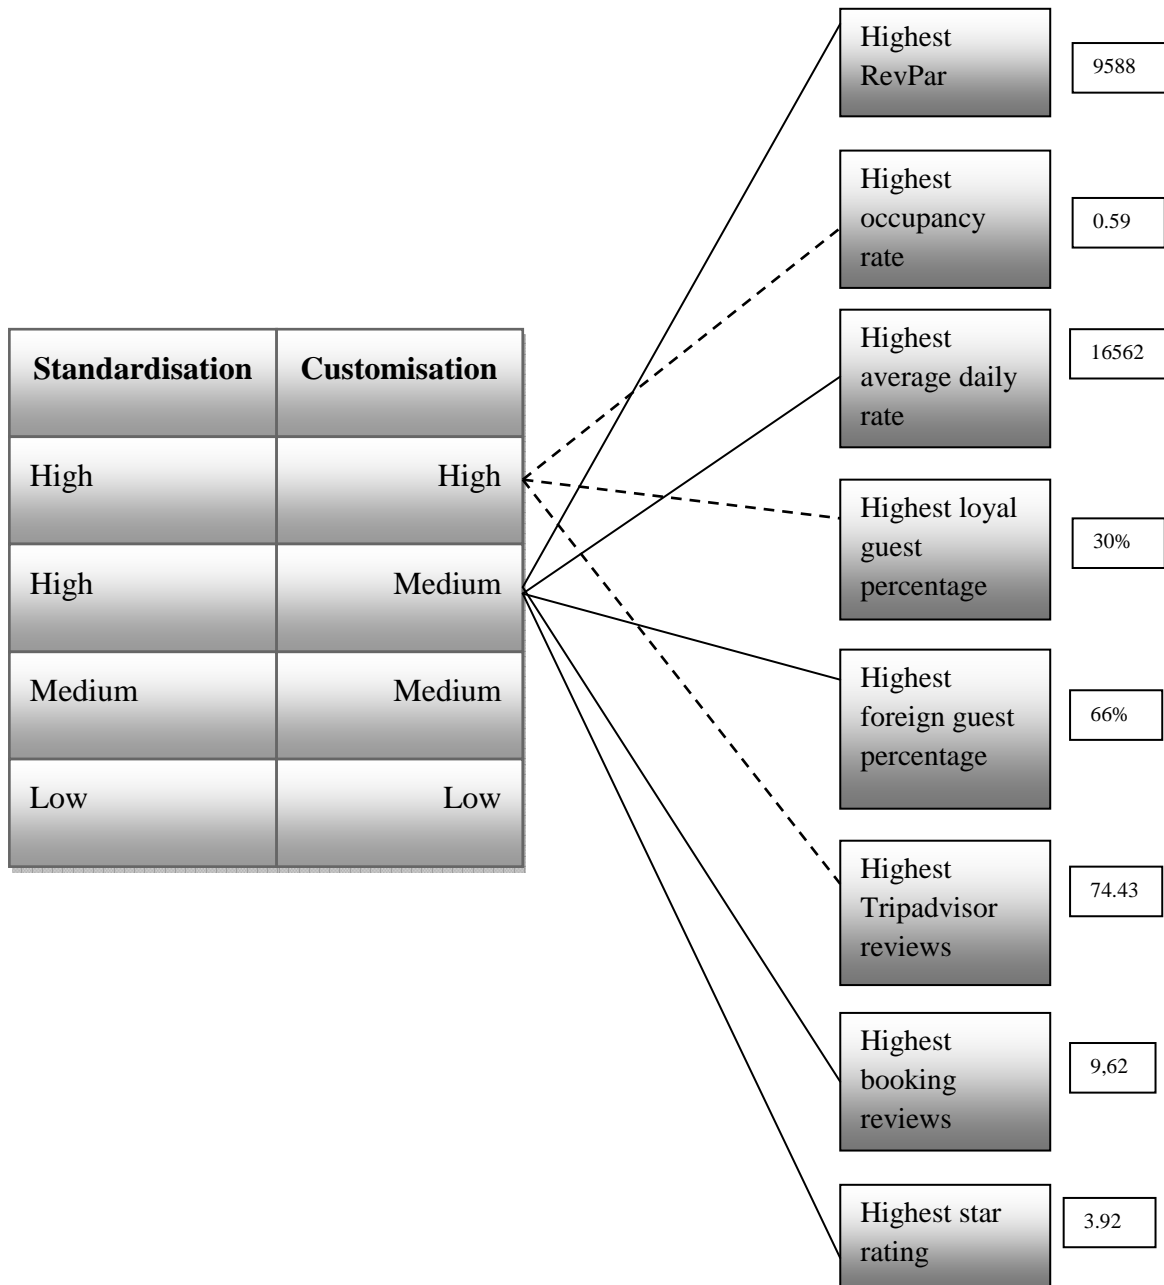 Standardisation Customisation
High High
High Medium
Medium Medium
Low Low
Highest
RevPar
9588
Highest
occupancy
rate
0.59
Highest
average daily
rate
16562
Highest loyal
guest
percentage
30%
Highest
foreign guest
percentage
66%
Highest
Tripadvisor
reviews
74.43
Highest
booking
reviews
9,62
Highest star
rating
3.92